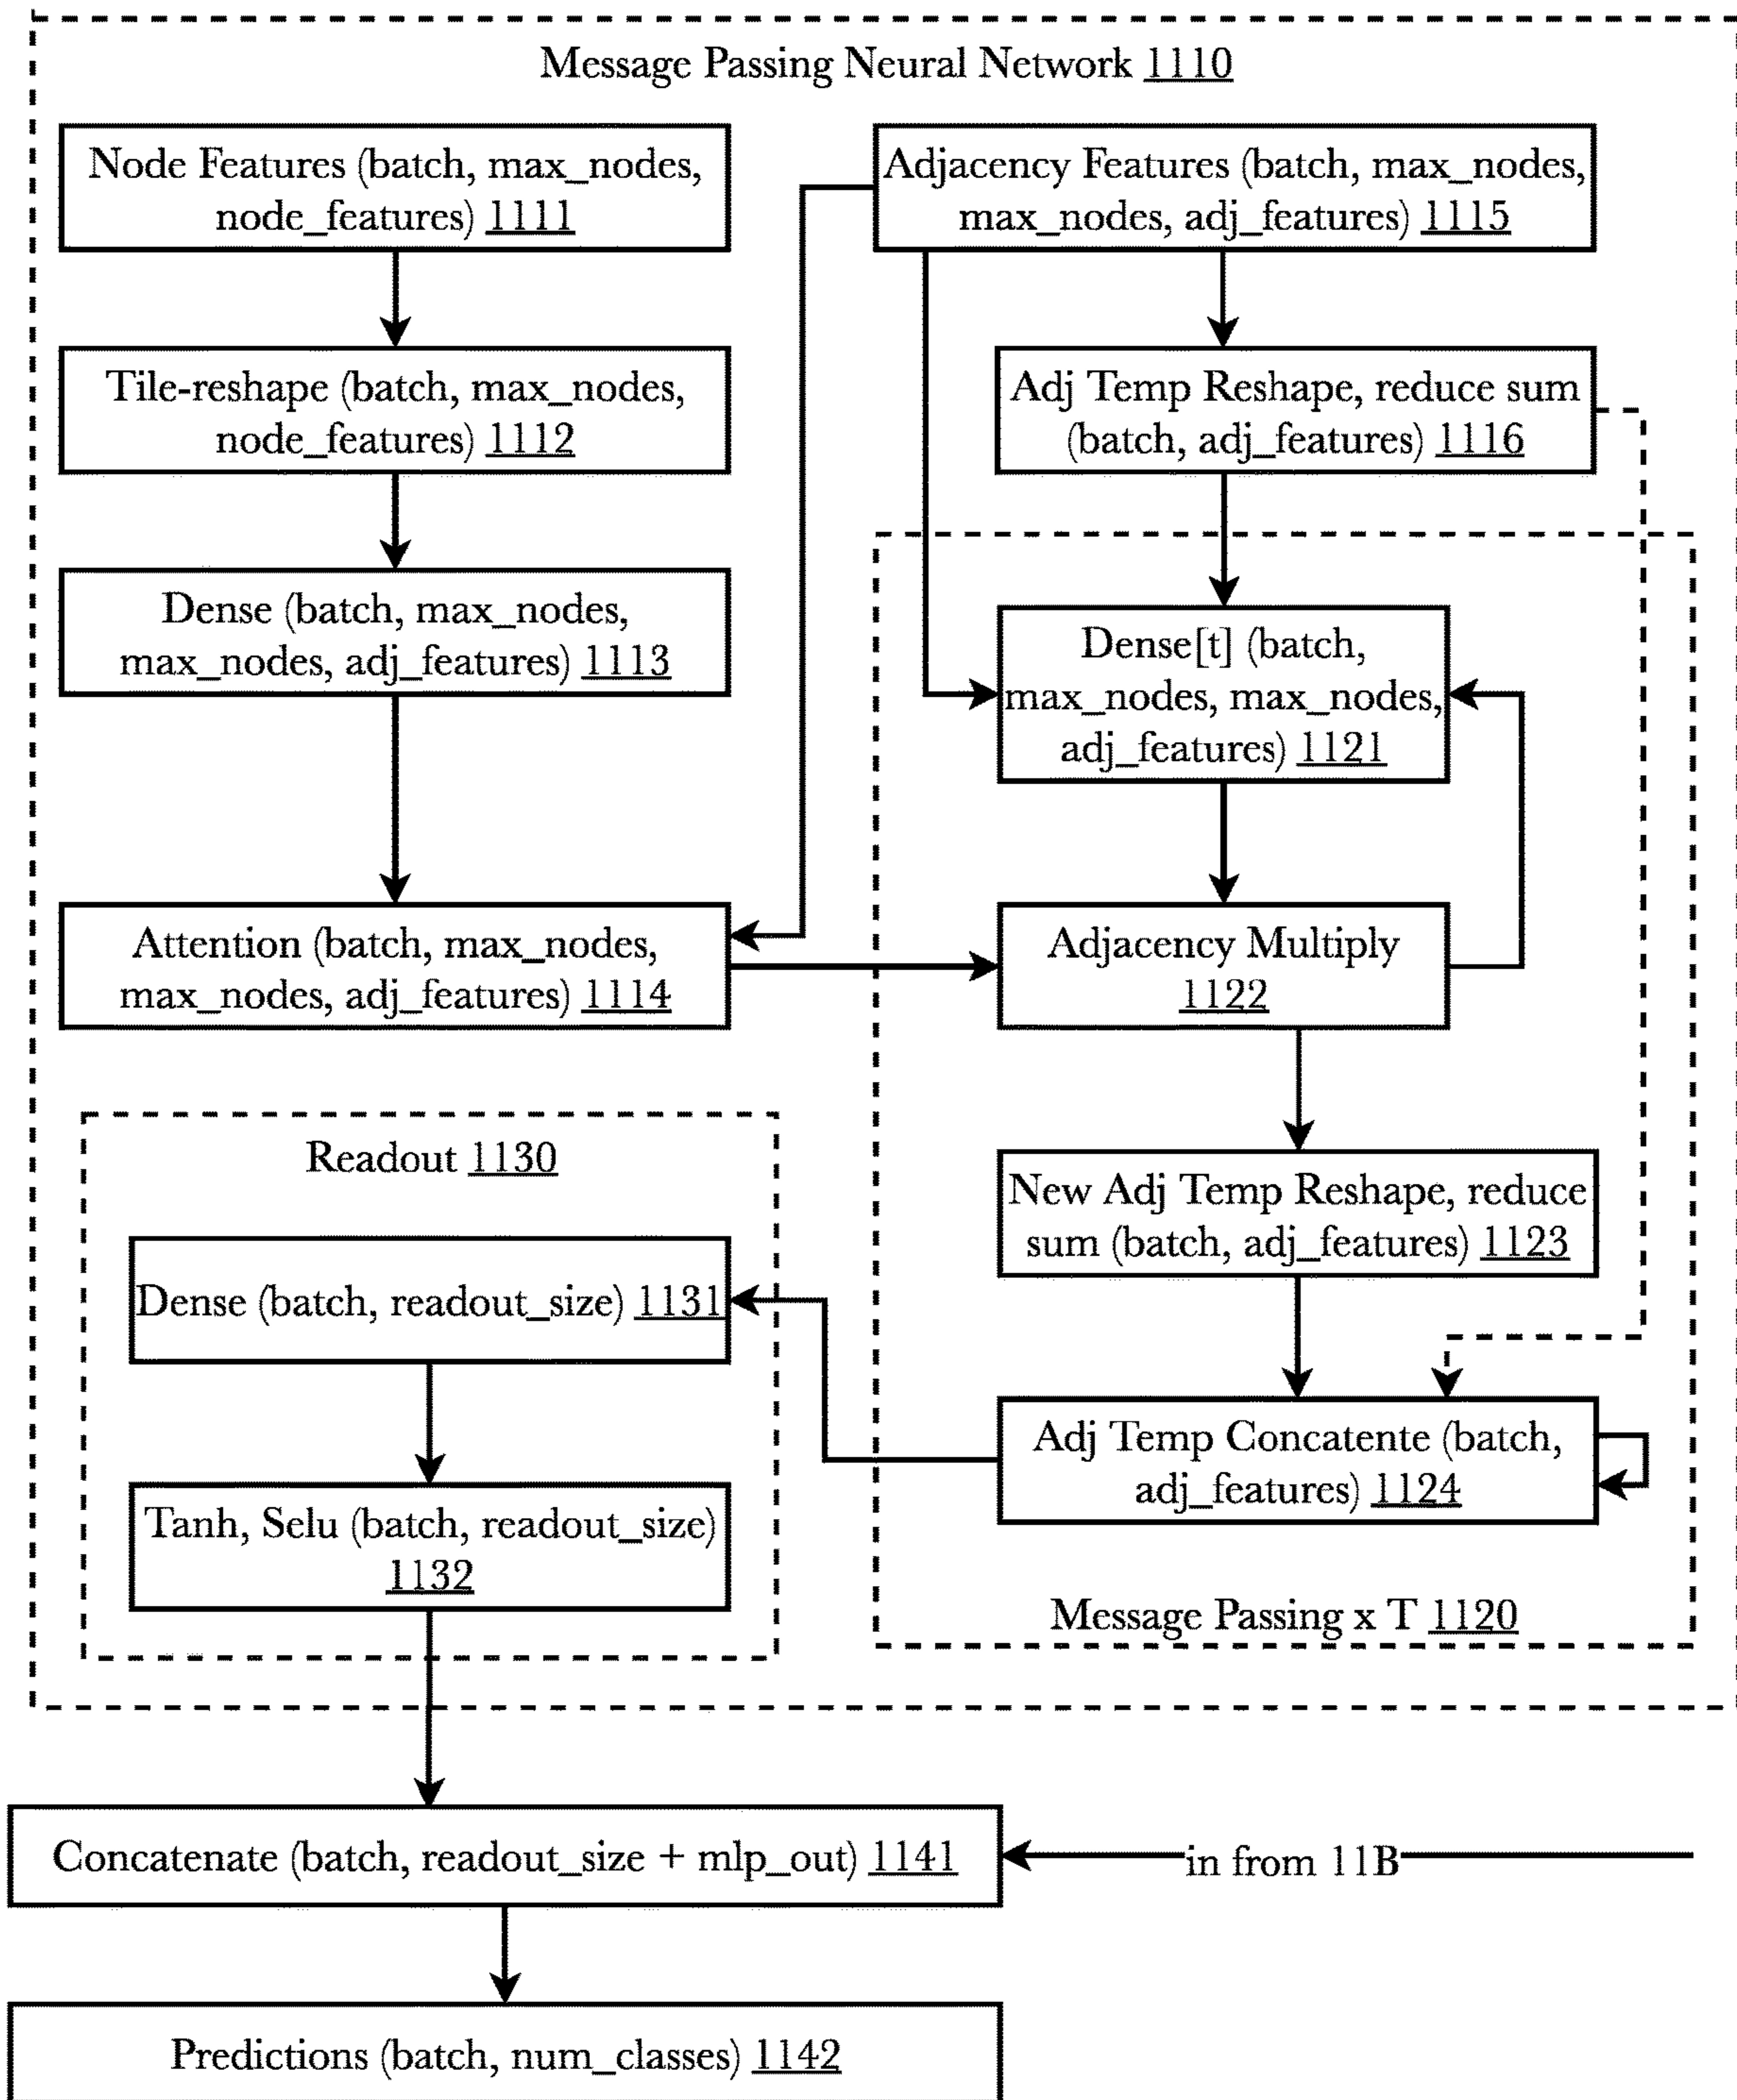 Message Passing Neural Network 1110
Node Features (batch, max_nodes,
node_features) 1111
Adjacency Features (batch, max_nodes,
max_nodes, adj_features) 1115
Tile-reshape (batch, max_nodes,
node_features) 1112
Adj Temp Reshape, reduce sum
(batch, adj_features) 1116
Dense (batch, max_nodes,
max_nodes, adj_features) 1113
Dense[t] (batch,
max_nodes, max_nodes,
adj_features) 1121
Attention (batch, max_nodes,
max_nodes, adj_features) 1114
Adjacency Multiply
1122
Readout 1130
New Adj Temp Reshape, reduce
sum (batch, adj_features) 1123
Dense (batch, readout_size) 1131
Adj Temp Concatente (batch,
adj_features) 1124
Tanh, Selu (batch, readout_size)
1132
Message Passing x T 1120
Concatenate (batch, readout_size + mlp_out) 1141
in from 11B
Predictions (batch, num_classes) 1142